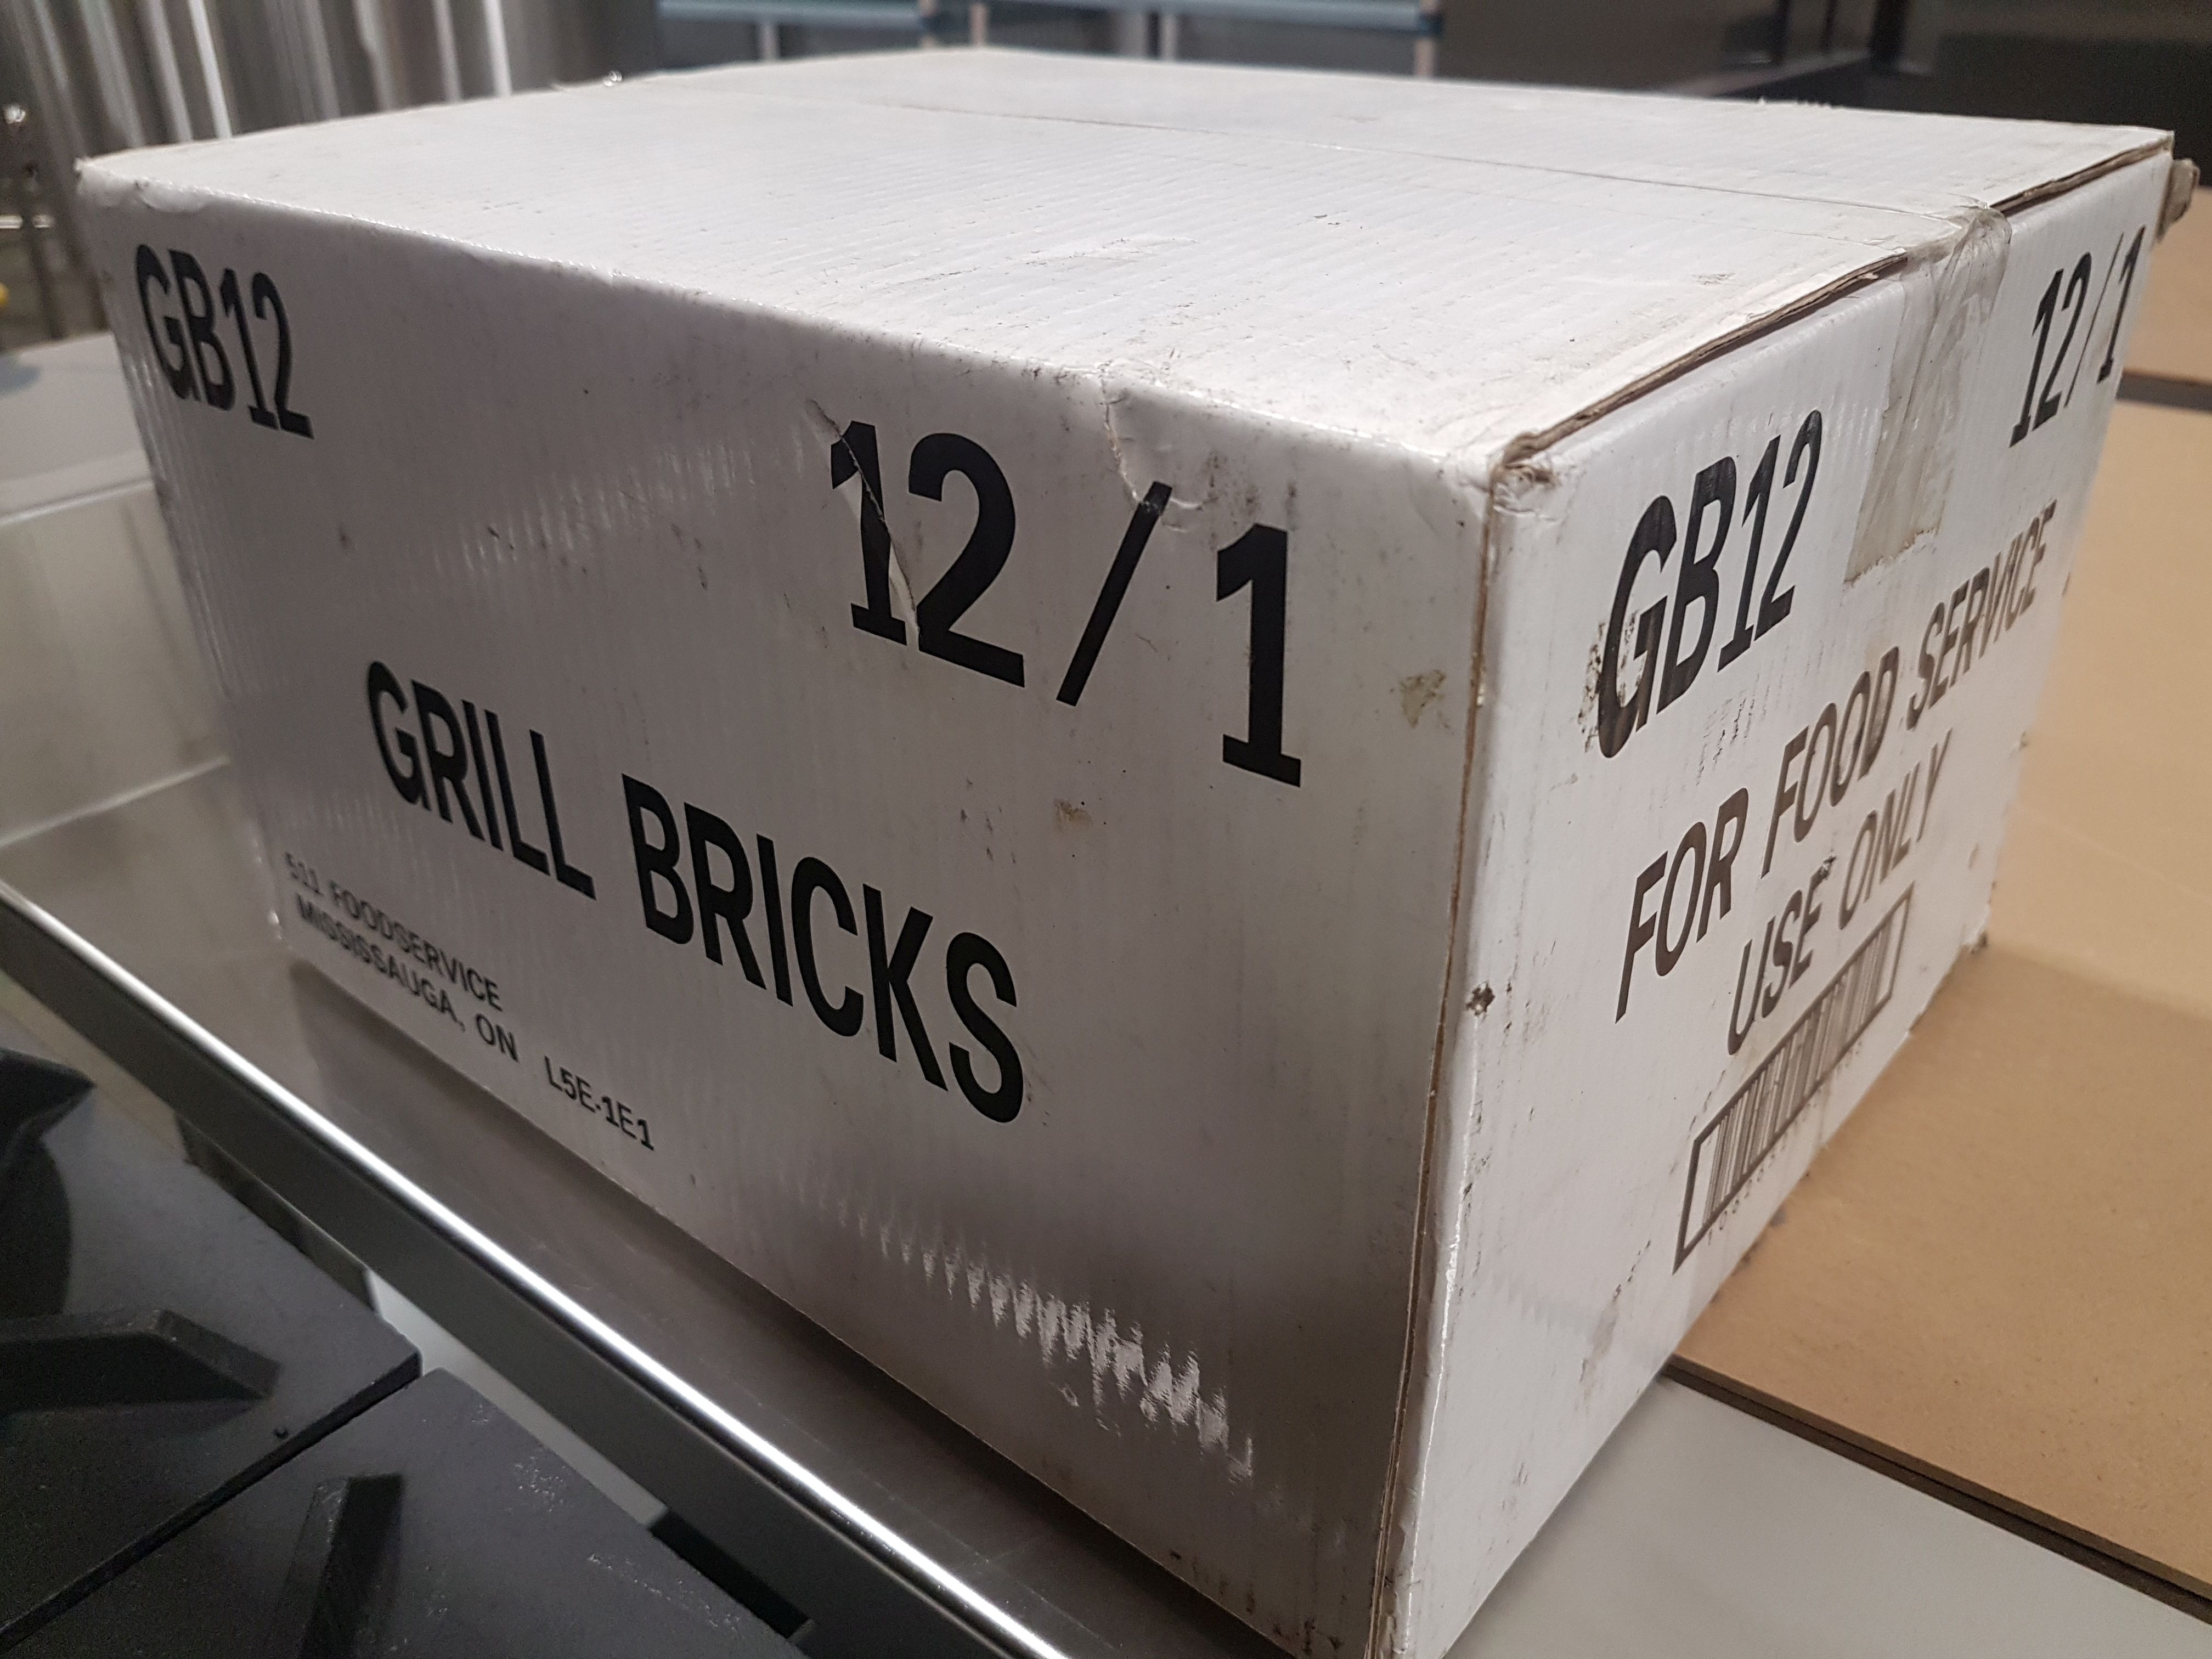 GB12
12/1
GRILL BRICKS
511 FOODSERVICE
MISSISSAUGA, ON L5E-1E1
GB12
12/1
FOR FOOD SERVICE
USE ONLY